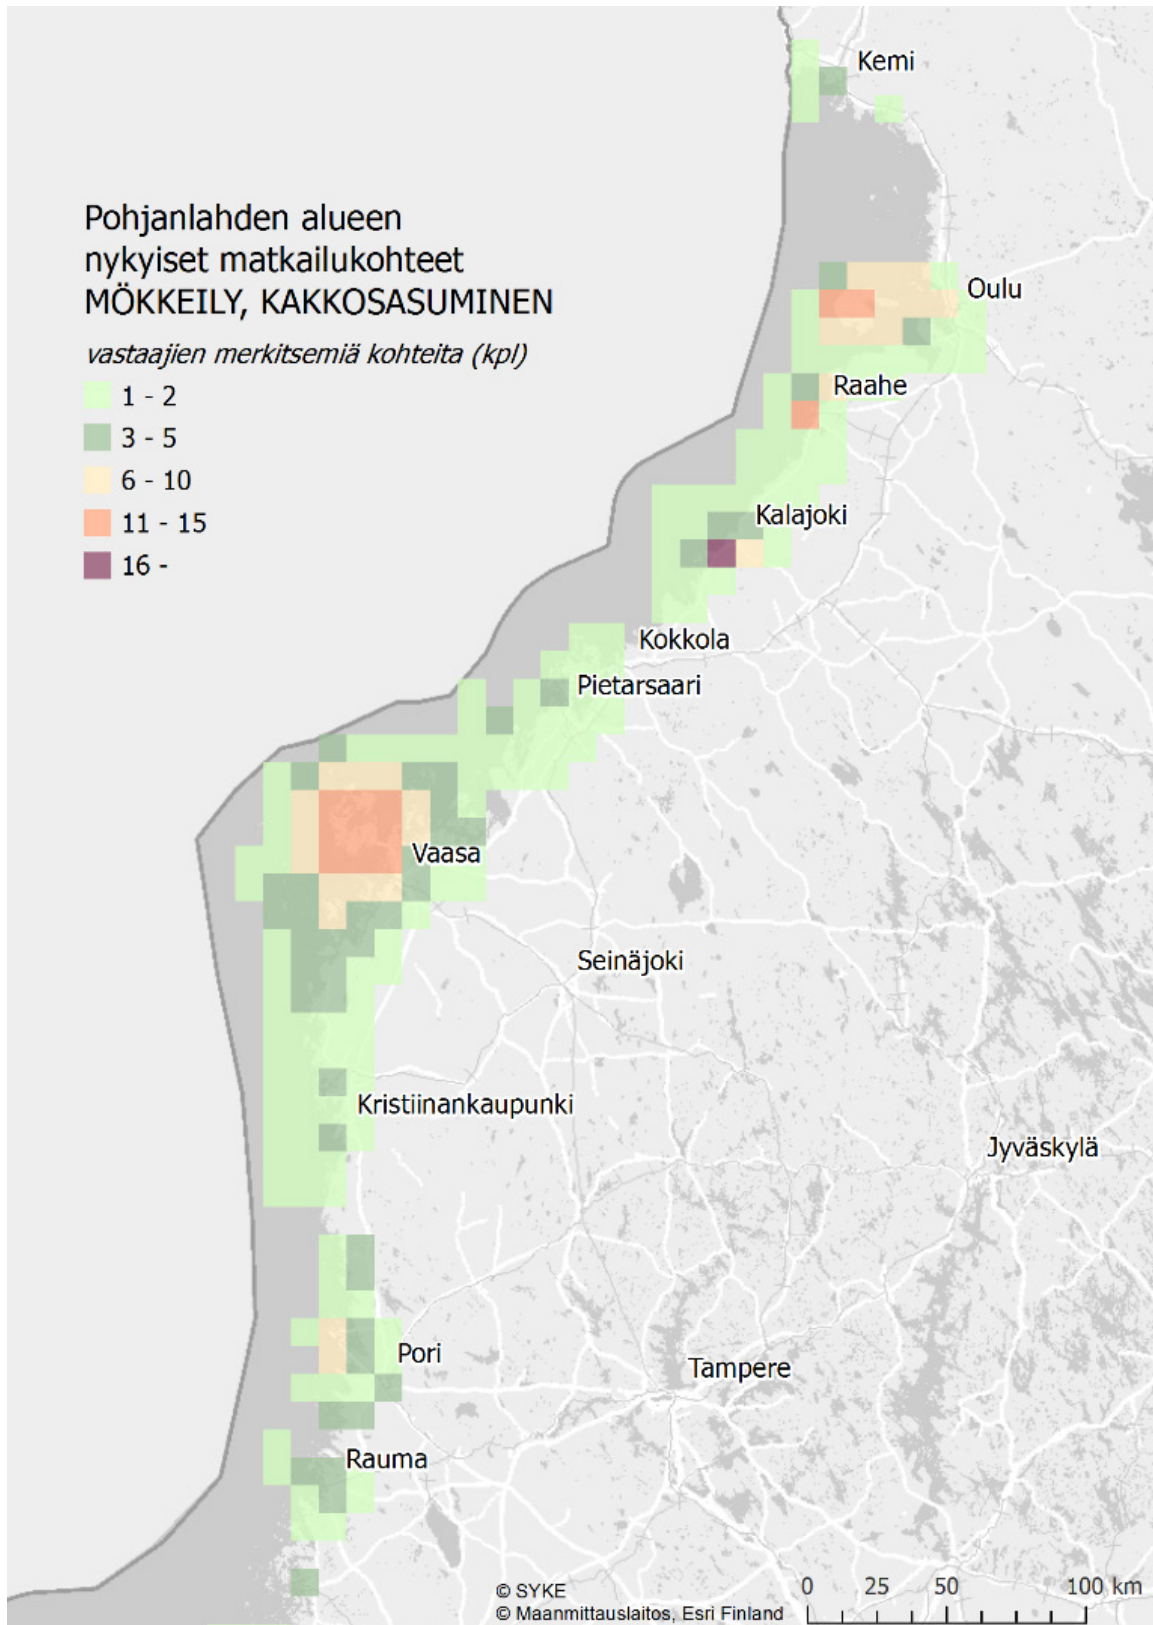 Kemi
Pohjanlahden alueen
nykyiset matkailukohteet
MÖKKEILY, KAKKOSASUMINEN
vastaajien merkitsemiä kohteita (kpl)
1 - 2
3 - 5
6 - 10
11 - 15
16 -
Oulu
Raahe
Kalajoki
Kokkola
Pietarsaari
Vaasa
Seinäjoki
Kristiinankaupunki
Jyväskylä
Pori
Tampere
Rauma
© SYKE
© Maanmittauslaitos, Esri Finland
0 25 50 100 km